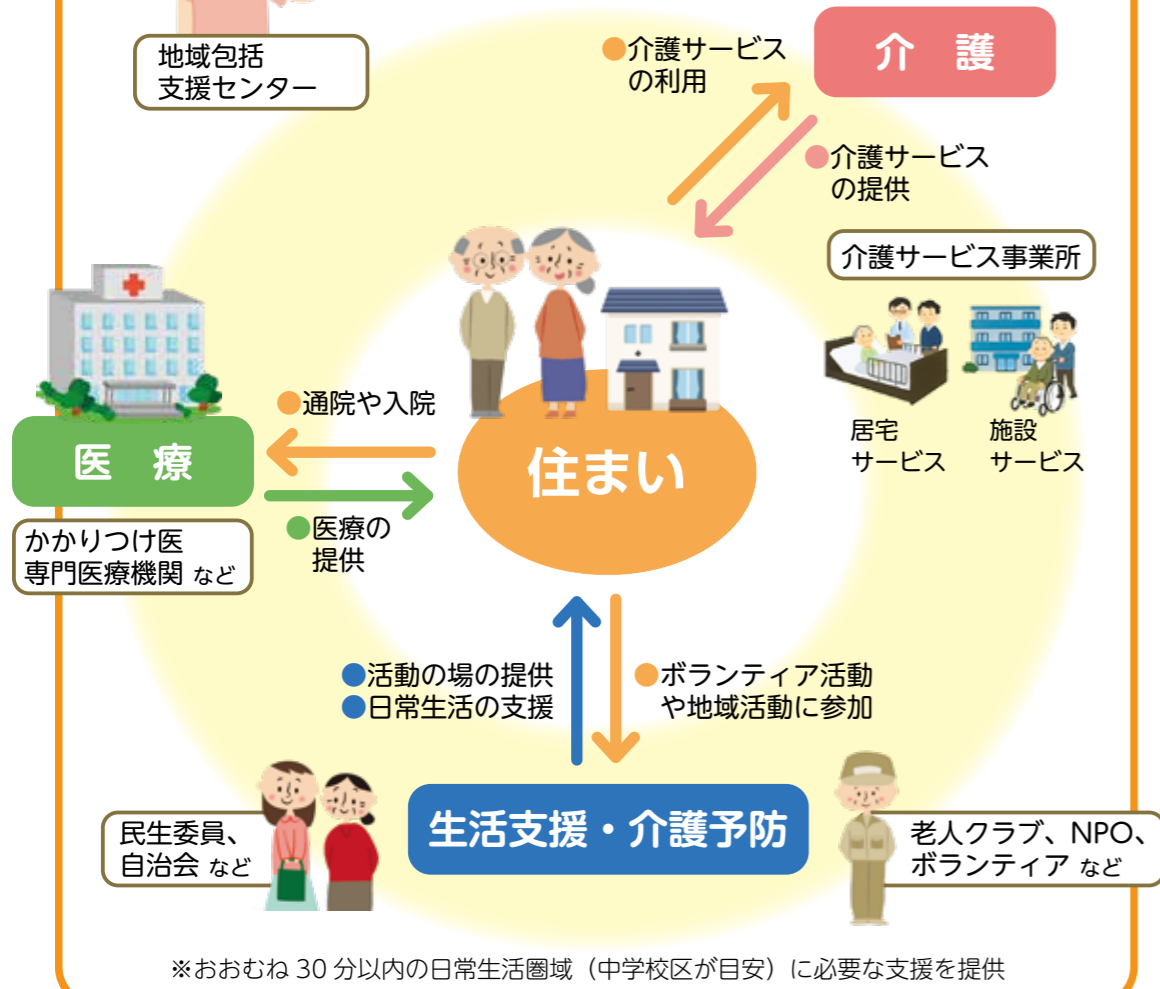 地域包括
支援センター
●介護サービス
の利用
介　護
●介護サービス
の提供
介護サービス事業所
居宅
サービス
施設
サービス
●通院や入院
医　療
●医療の
提供
かかりつけ医
専門医療機関 など
住まい
●活動の場の提供
●日常生活の支援
●ボランティア活動
や地域活動に参加
生活支援・介護予防
民生委員、
自治会 など
老人クラブ、NPO、
ボランティア など
※おおむね 30 分以内の日常生活圏域（中学校区が目安）に必要な支援を提供